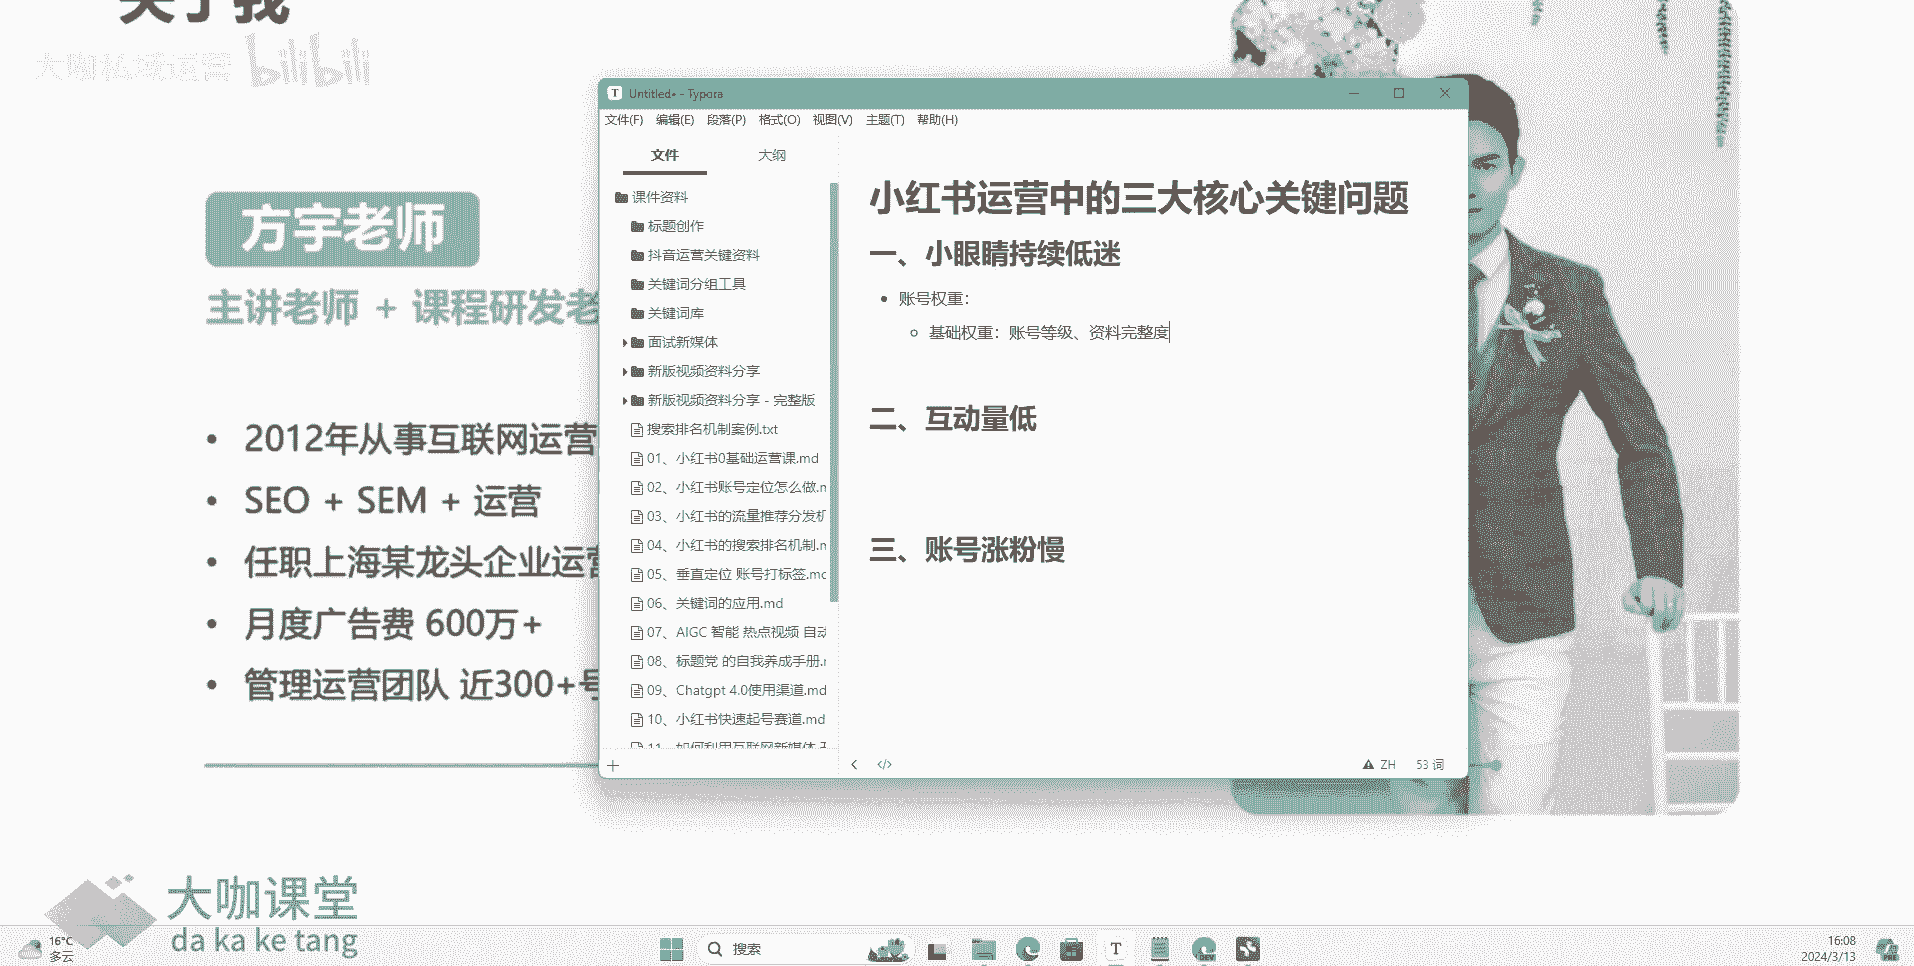 关于我
大咖私域运营 bilibili
方宇老师
主讲老师 + 课程研发老
2012年从事互联网运营
SEO + SEM + 运营
任职上海某龙头企业运营
月度广告费 600万+
管理运营团队 近300+号
Untitled• - Typora
文件(F) 编辑(E) 段落(P) 格式(O) 视图(V) 主题(T) 帮助(H)
文件 大纲
课件资料
标题创作
抖音运营关键资料
关键词分组工具
关键词库
面试新媒体
新版视频资料分享
新版视频资料分享 - 完整版
搜索排名机制案例.txt
01、小红书0基础运营课.md
02、小红书账号定位怎么做.m
03、小红书的流量推荐分发机
04、小红书的搜索排名机制.m
05、垂直定位 账号打标签.md
06、关键词的应用.md
07、AIGC 智能 热点视频 自动
08、标题党 的自我养成手册.m
09、Chatgpt 4.0使用渠道.md
10、小红书快速起号赛道.md
11、如何利用互联网新媒体
小红书运营中的三大核心关键问题
一、小眼睛持续低迷
账号权重：
基础权重：账号等级、资料完整度
二、互动量低
三、账号涨粉慢
ZH 53 词
大咖课堂
da ka ke tang
16°C
多云
搜索
T
DEV
16:08
2024/3/13
PRE